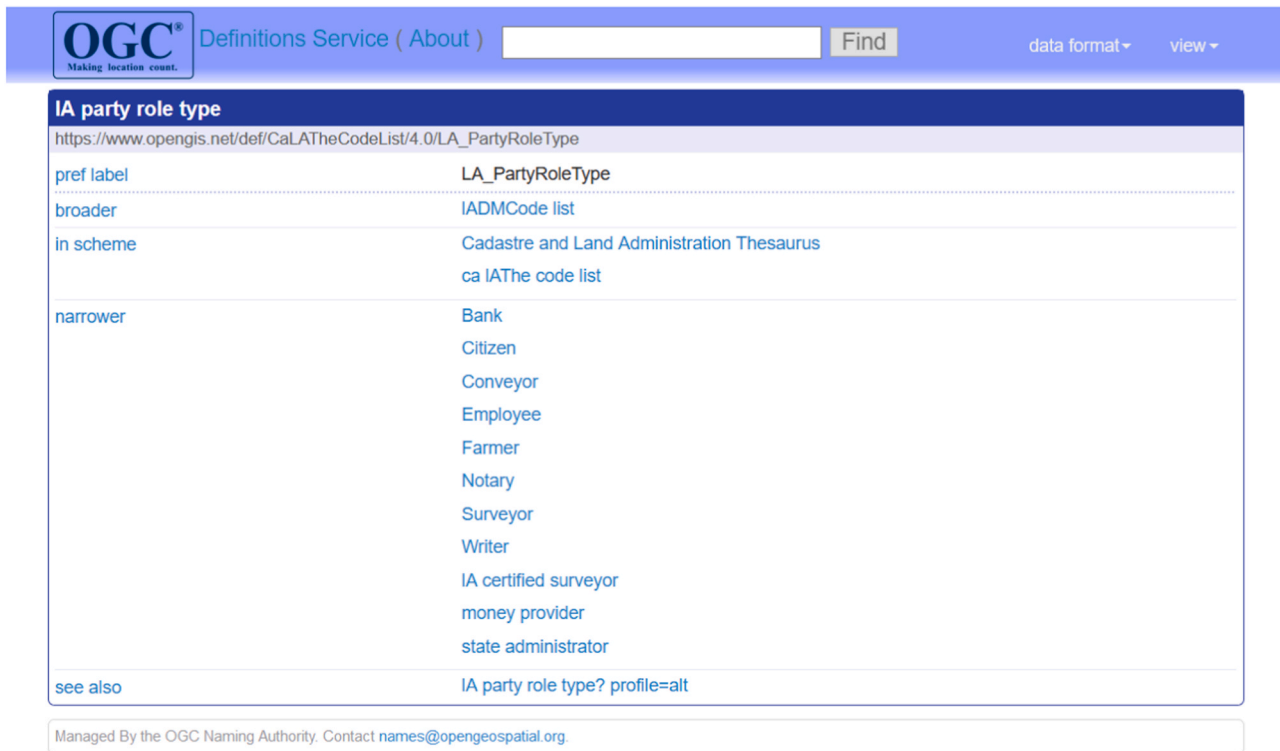 OGC®
Making location count.
Definitions Service ( About )
Find
data format
view
lA party role type
https://www.opengis.net/def/CaLATheCodeList/4.0/LA_PartyRoleType
pref label LA_PartyRoleType
broader lADMCode list
in scheme Cadastre and Land Administration Thesaurus
ca lAThe code list
narrower Bank
Citizen
Conveyor
Employee
Farmer
Notary
Surveyor
Writer
lA certified surveyor
money provider
state administrator
see also lA party role type? profile=alt
Managed By the OGC Naming Authority. Contact names@opengeospatial.org.